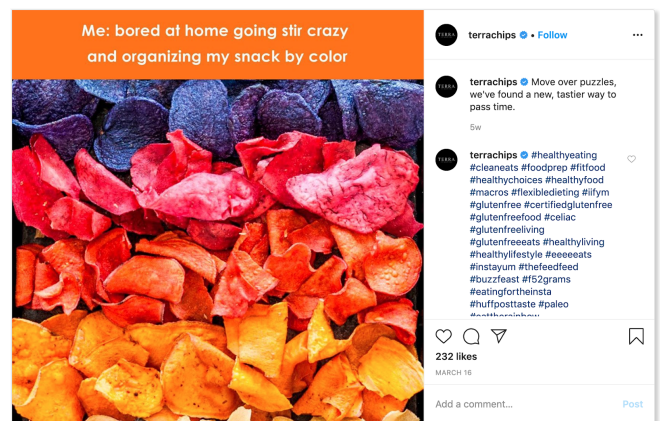 Me: bored at home going stir crazy
and organizing my snack by color
TERRA
terrachips • Follow
TERRA
terrachips Move over puzzles,
we've found a new, tastier way to
pass time.
5w
TERRA
terrachips #healthyeating
#cleaneats #foodprep #fitfood
#healthychoices #healthyfood
#macros #flexibledieting #iifym
#glutenfree #certifiedglutenfree
#glutenfreefood #celiac
#glutenfreeliving
#glutenfreeeats #healthyliving
#healthylifestyle #eeeeeats
#instayum #thefeedfeed
#buzzfeast #f52grams
#eatingfortheinsta
#huffposttaste #paleo
#eattherainbow
232 likes
MARCH 16
Add a comment...
Post